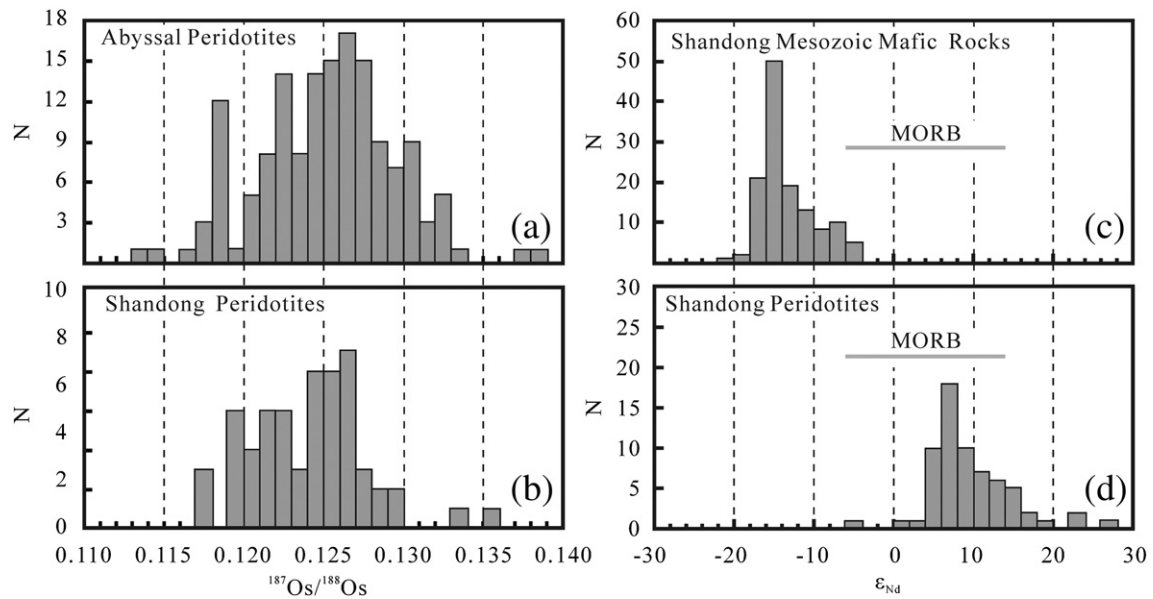 18
15
12
9
6
3
N
Abyssal Peridotites
(a)
10
8
6
4
2
0
N
Shandong Peridotites
(b)
0.110
0.115
0.120
0.125
0.130
0.135
0.140
¹⁸⁷Os/¹⁸⁸Os
60
50
40
30
20
10
N
Shandong Mesozoic Mafic Rocks
MORB
(c)
30
25
20
15
10
5
0
N
Shandong Peridotites
MORB
(d)
-30
-20
-10
0
10
20
30
εNd